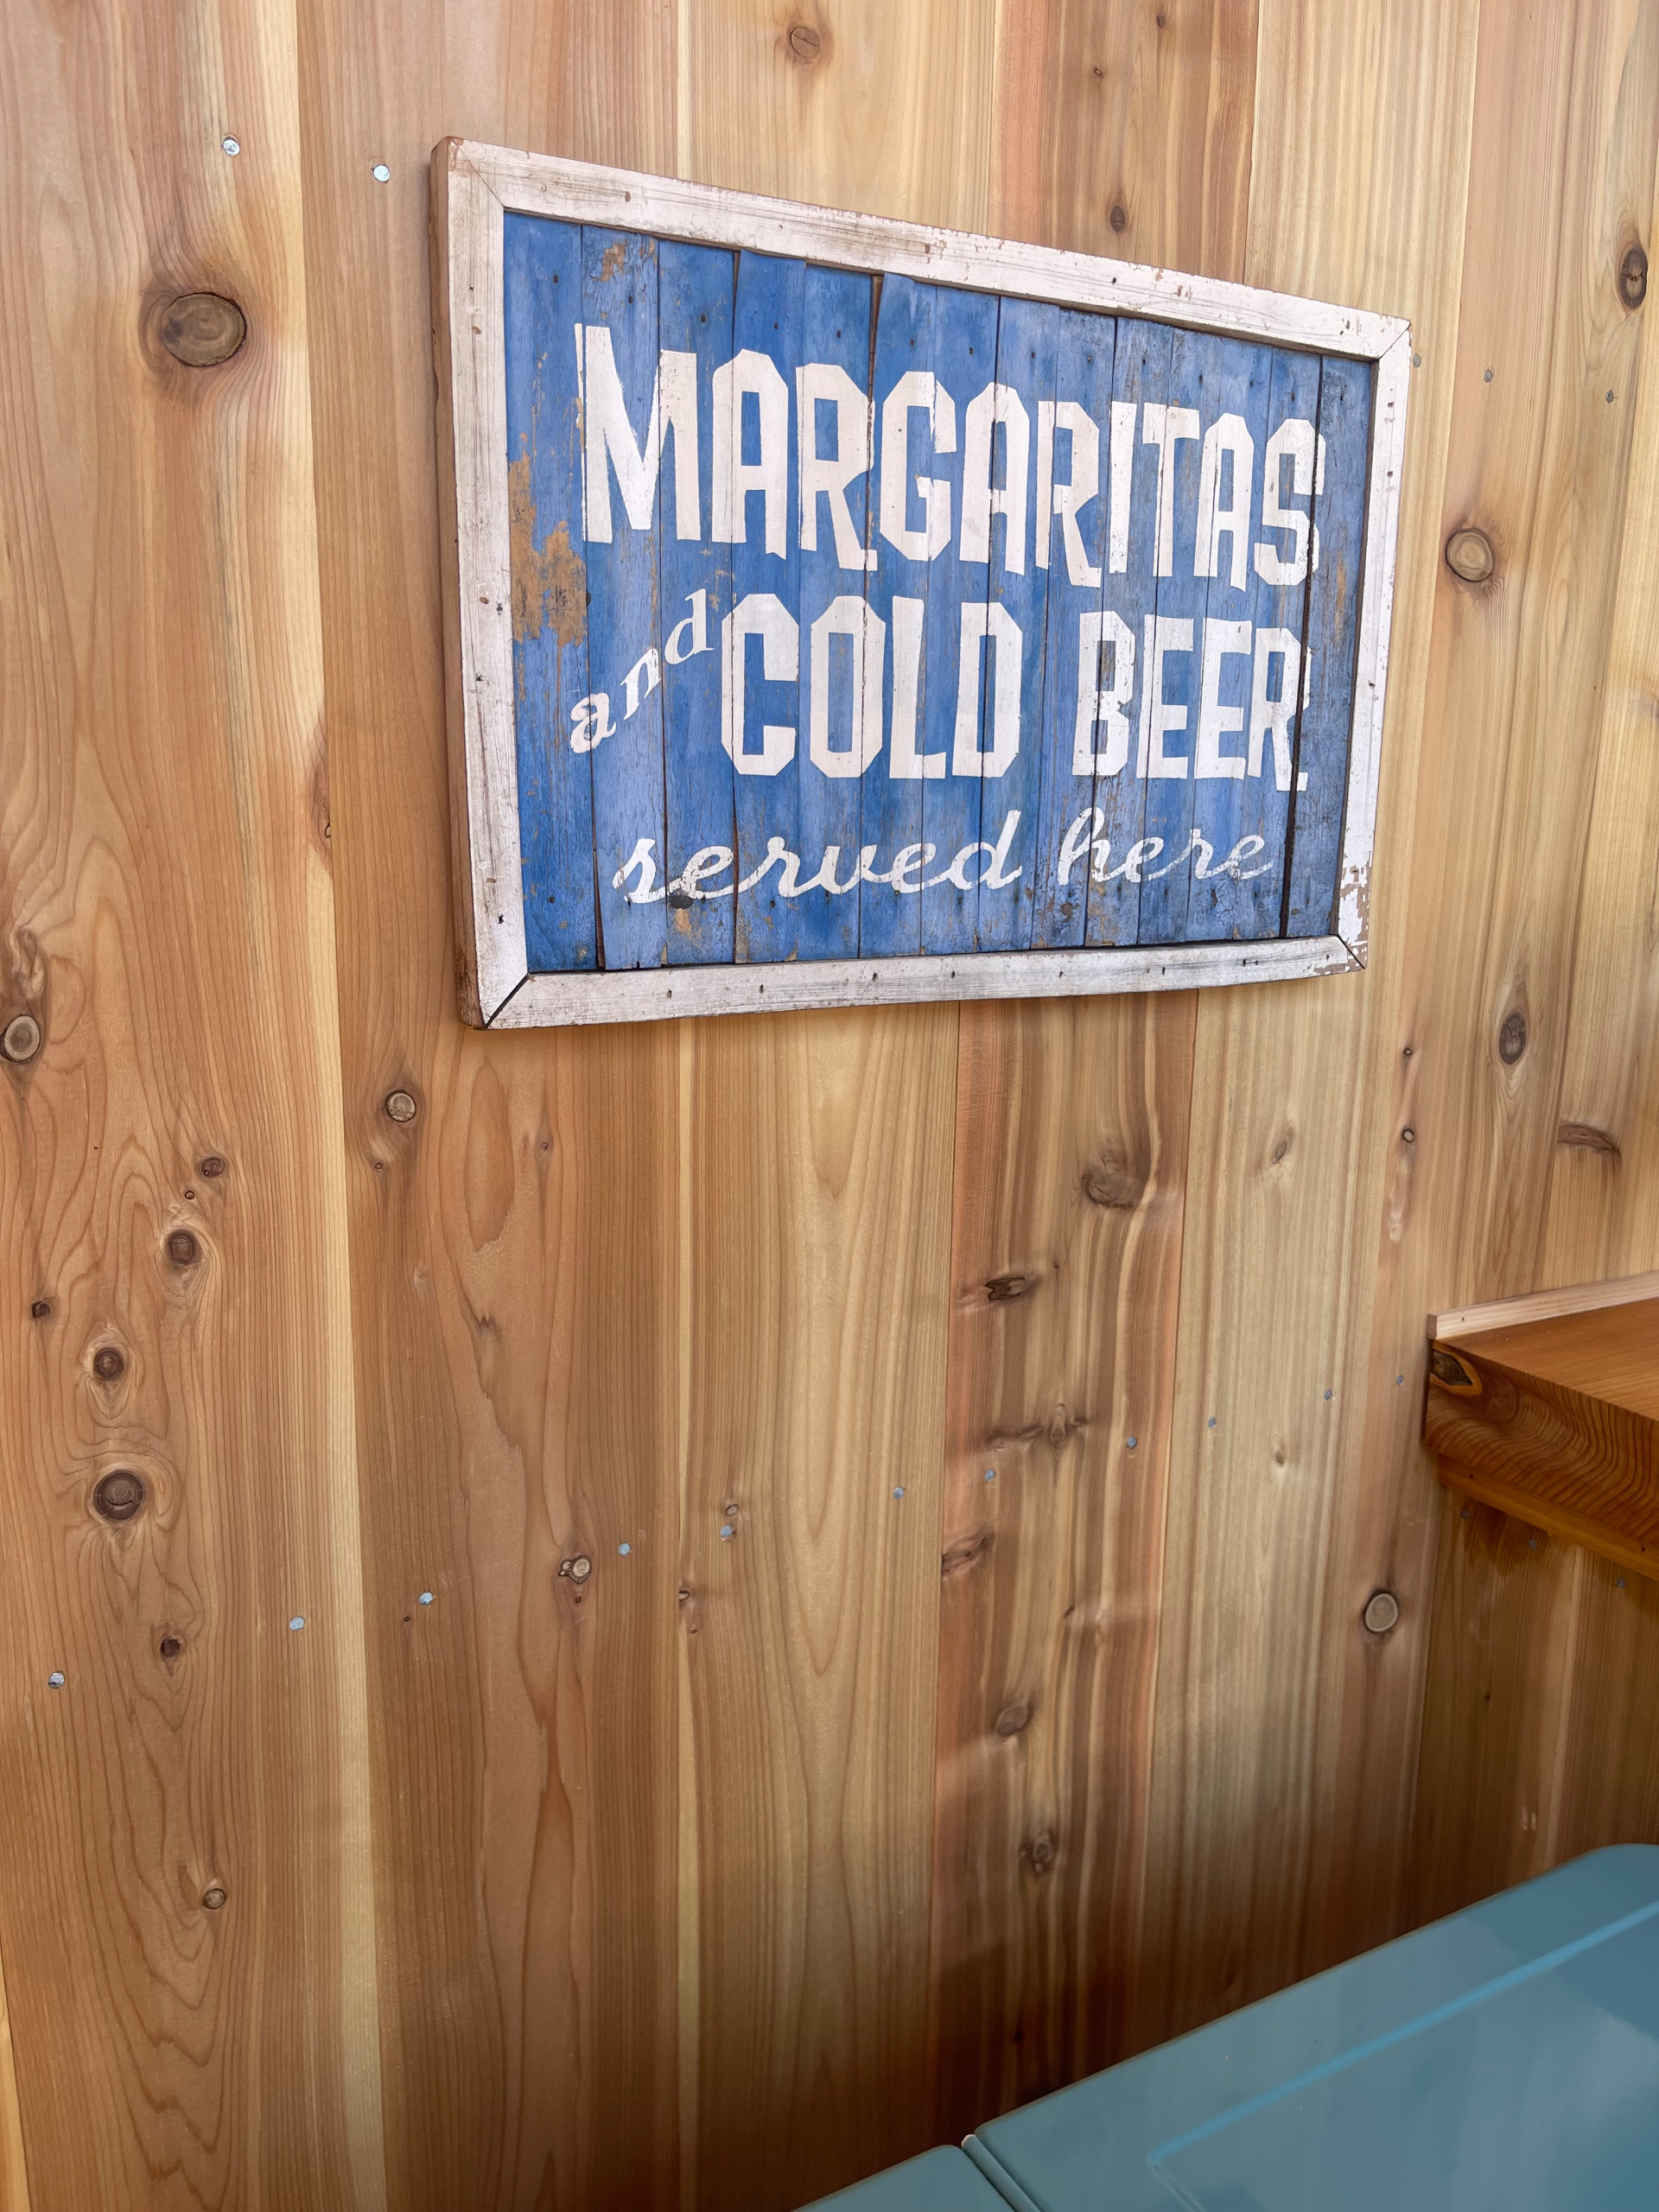 MARGARITAS
and COLD BEER
served here